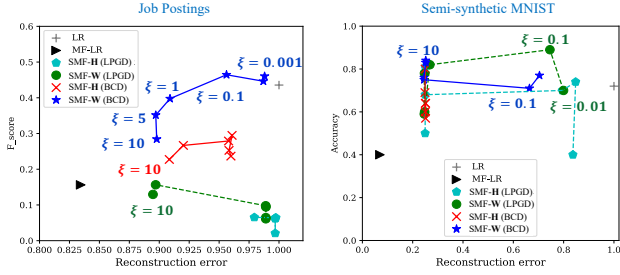 Job Postings
0.6
0.5
0.4
0.3
0.2
0.1
0.0
F_score
LR
MF-LR
SMF-H (LPGD)
SMF-W (LPGD)
SMF-H (BCD)
SMF-W (BCD)
ξ = 0.001
ξ = 1
ξ = 0.1
ξ = 5
ξ = 10
ξ = 10
ξ = 10
0.800 0.825 0.850 0.875 0.900 0.925 0.950 0.975 1.000
Reconstruction error
Semi-synthetic MNIST
1.0
0.8
0.6
0.4
0.2
0.0
Accuracy
ξ = 10
ξ = 0.1
ξ = 0.1
ξ = 0.01
LR
MF-LR
SMF-H (LPGD)
SMF-W (LPGD)
SMF-H (BCD)
SMF-W (BCD)
0.0 0.2 0.4 0.6 0.8 1.0
Reconstruction error